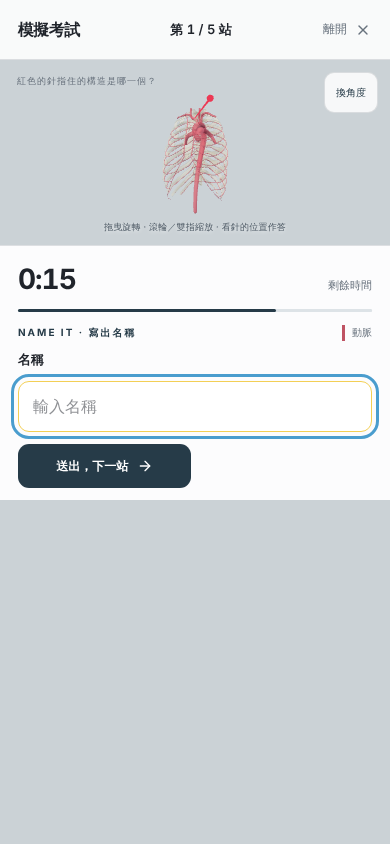 模擬考試
第 1 / 5 站
離開
紅色的針指住的構造是哪一個？
換角度
拖曳旋轉 · 滾輪／雙指縮放 · 看針的位置作答
0:15
剩餘時間
NAME IT · 寫出名稱
動脈
名稱
輸入名稱
送出，下一站